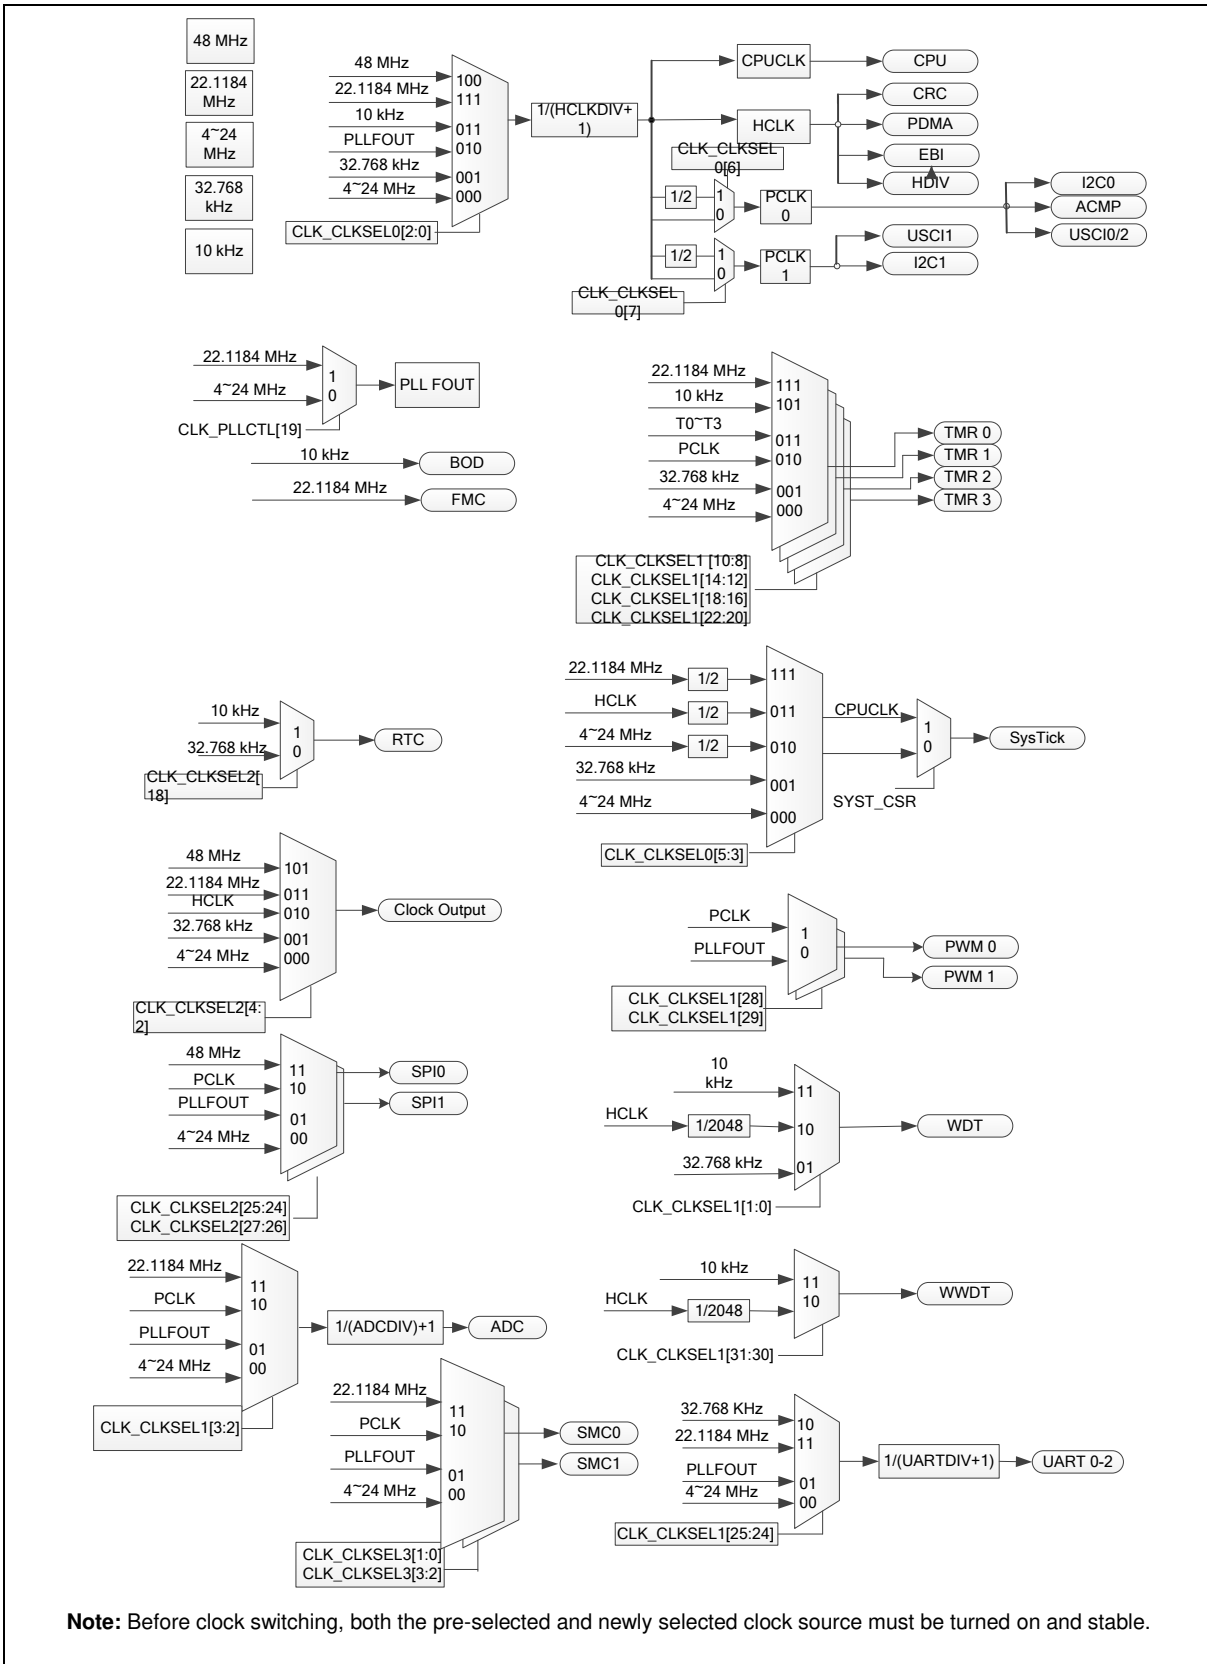 48 MHz
22.1184
MHz
4~24
MHz
32.768
kHz
10 kHz
48 MHz
22.1184 MHz
10 kHz
PLLFOUT
32.768 kHz
4~24 MHz
100
111
011
010
001
000
CLK_CLKSEL0[2:0]
1/(HCLKDIV+
1)
CPUCLK
HCLK
CLK_CLKSEL
0[6]
1/2
1
0
PCLK
0
1/2
1
0
PCLK
1
CLK_CLKSEL
0[7]
CPU
CRC
PDMA
EBI
HDIV
I2C0
ACMP
USCI0/2
USCI1
I2C1
22.1184 MHz
4~24 MHz
1
0
PLL FOUT
CLK_PLLCTL[19]
10 kHz
BOD
22.1184 MHz
FMC
22.1184 MHz
10 kHz
T0~T3
PCLK
32.768 kHz
4~24 MHz
111
101
011
010
001
000
TMR 0
TMR 1
TMR 2
TMR 3
CLK_CLKSEL1 [10:8]
CLK_CLKSEL1[14:12]
CLK_CLKSEL1[18:16]
CLK_CLKSEL1[22:20]
10 kHz
32.768 kHz
1
0
RTC
CLK_CLKSEL2[
18]
22.1184 MHz
HCLK
4~24 MHz
32.768 kHz
4~24 MHz
1/2
1/2
1/2
111
011
010
001
000
CPUCLK
1
0
SysTick
SYST_CSR
CLK_CLKSEL0[5:3]
48 MHz
22.1184 MHz
HCLK
32.768 kHz
4~24 MHz
101
011
010
001
000
Clock Output
CLK_CLKSEL2[4:
2]
PCLK
PLLFOUT
1
0
PWM 0
PWM 1
CLK_CLKSEL1[28]
CLK_CLKSEL1[29]
48 MHz
PCLK
PLLFOUT
4~24 MHz
11
10
01
00
SPI0
SPI1
CLK_CLKSEL2[25:24]
CLK_CLKSEL2[27:26]
10
kHz
HCLK
1/2048
32.768 kHz
11
10
01
WDT
CLK_CLKSEL1[1:0]
22.1184 MHz
PCLK
PLLFOUT
4~24 MHz
11
10
01
00
1/(ADCDIV)+1
ADC
CLK_CLKSEL1[3:2]
10 kHz
HCLK
1/2048
11
10
WWDT
CLK_CLKSEL1[31:30]
22.1184 MHz
PCLK
PLLFOUT
4~24 MHz
11
10
01
00
SMC0
SMC1
CLK_CLKSEL3[1:0]
CLK_CLKSEL3[3:2]
32.768 KHz
22.1184 MHz
PLLFOUT
4~24 MHz
10
11
01
00
1/(UARTDIV+1)
UART 0-2
CLK_CLKSEL1[25:24]
Note: Before clock switching, both the pre-selected and newly selected clock source must be turned on and stable.